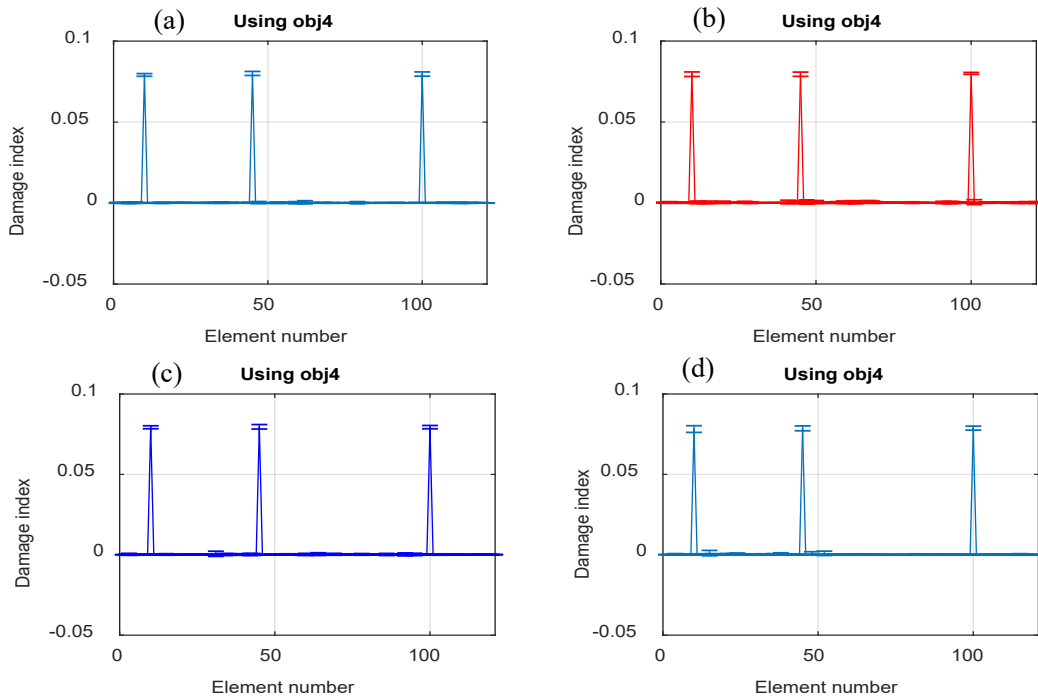 (a)
Using obj4
0.1
0.05
0
-0.05
Damage index
0 50 100
Element number
(b)
Using obj4
0.1
0.05
0
-0.05
Damage index
0 50 100
Element number
(c)
Using obj4
0.1
0.05
0
-0.05
Damage index
0 50 100
Element number
(d)
Using obj4
0.1
0.05
0
-0.05
Damage index
0 50 100
Element number